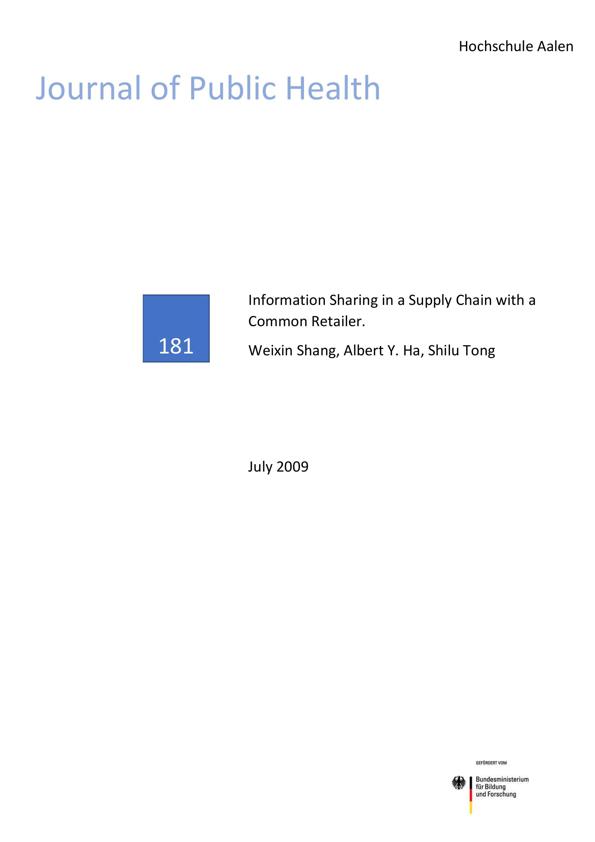 Hochschule Aalen
Journal of Public Health
Information Sharing in a Supply Chain with a
Common Retailer.
181
Weixin Shang, Albert Y. Ha, Shilu Tong
July 2009
GEFÖRDERT VOM
Bundesministerium
für Bildung
und Forschung